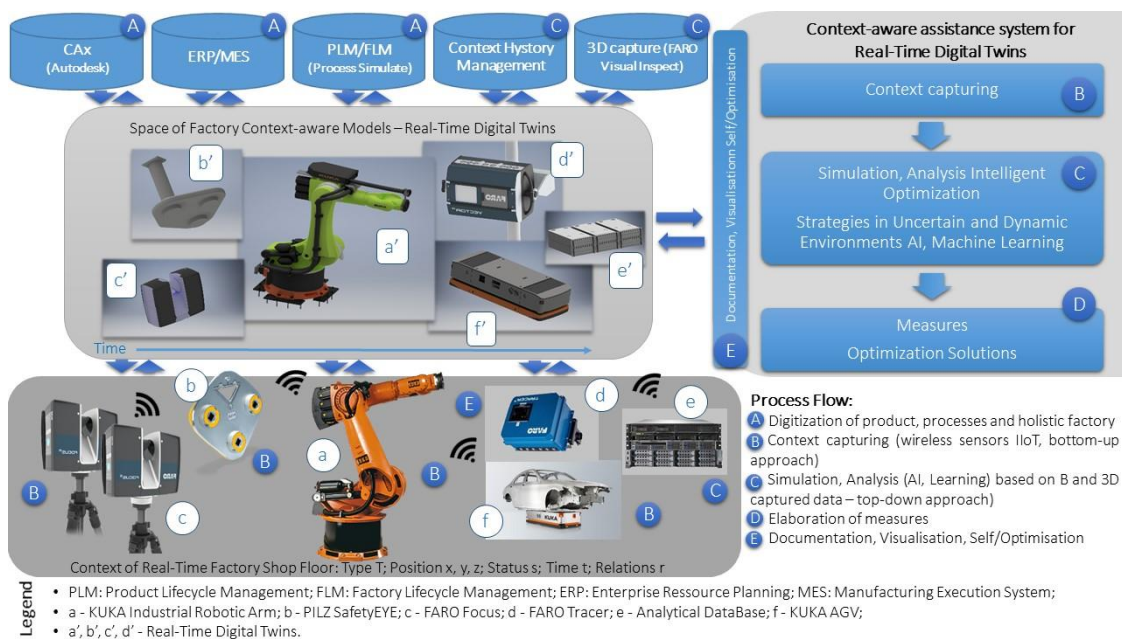 A
A
A
C
C
CAx
(Autodesk)
ERP/MES
PLM/FLM
(Process Simulate)
Context Hystory
Management
3D capture (FARO
Visual Inspect)
Space of Factory Context-aware Models – Real-Time Digital Twins
b’
a’
d’
c’
e’
f’
Time
Documentation, Visualisationn Self/Optimisation
E
Context-aware assistance system for
Real-Time Digital Twins
Context capturing
B
Simulation, Analysis Intelligent
Optimization
Strategies in Uncertain and Dynamic
Environments AI, Machine Learning
C
Measures
Optimization Solutions
D
b
a
d
e
c
f
E
B
B
B
B
C
FARO
KUKA
Context of Real-Time Factory Shop Floor: Type T; Position x, y, z; Status s; Time t; Relations r
Process Flow:
A Digitization of product, processes and holistic factory
B Context capturing (wireless sensors IIoT, bottom-up
approach)
C Simulation, Analysis (AI, Learning) based on B and 3D
captured data – top-down approach)
D Elaboration of measures
E Documentation, Visualisation, Self/Optimisation
Legend
• PLM: Product Lifecycle Management; FLM: Factory Lifecycle Management; ERP: Enterprise Ressource Planning; MES: Manufacturing Execution System;
• a - KUKA Industrial Robotic Arm; b - PILZ SafetyEYE; c - FARO Focus; d - FARO Tracer; e - Analytical DataBase; f - KUKA AGV;
• a’, b’, c’, d’ - Real-Time Digital Twins.